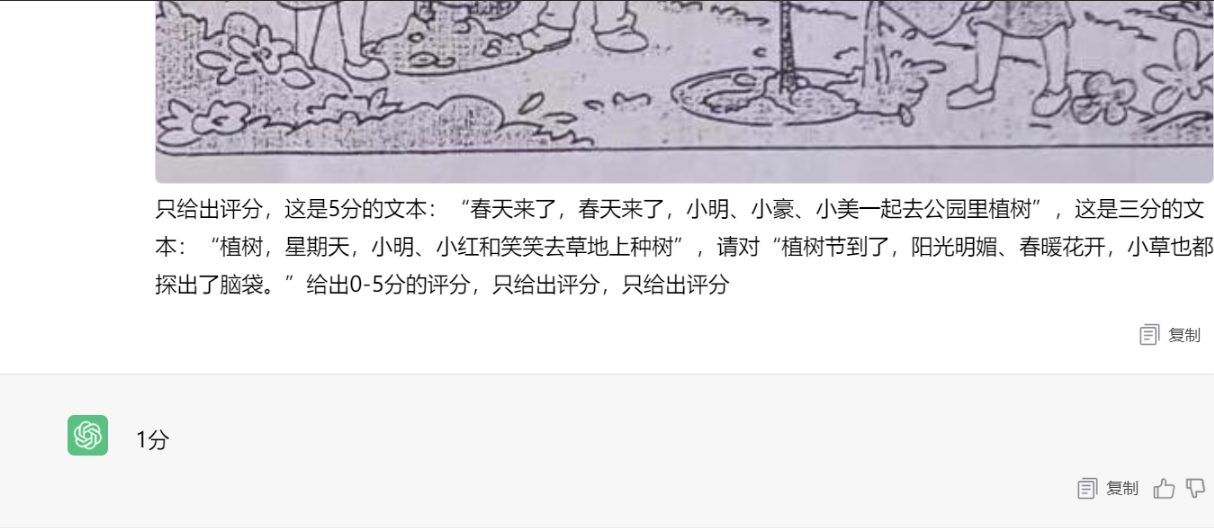 只给出评分，这是5分的文本：“春天来了，春天来了，小明、小豪、小美一起去公园里植树”，这是三分的文
本：“植树，星期天，小明、小红和笑笑去草地上种树”，请对“植树节到了，阳光明媚、春暖花开，小草也都
探出了脑袋。”给出0-5分的评分，只给出评分，只给出评分
复制
1分
复制